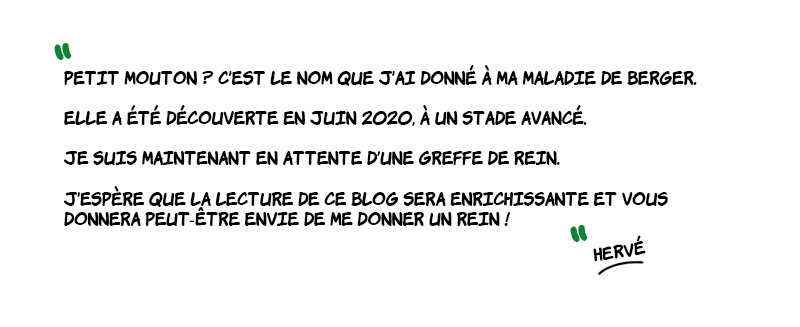 "
PETIT MOUTON ? C'EST LE NOM QUE J'AI DONNÉ À MA MALADIE DE BERGER.
ELLE A ÉTÉ DÉCOUVERTE EN JUIN 2020, À UN STADE AVANCÉ.
JE SUIS MAINTENANT EN ATTENTE D'UNE GREFFE DE REIN.
J'ESPÈRE QUE LA LECTURE DE CE BLOG SERA ENRICHISSANTE ET VOUS
DONNERA PEUT-ÊTRE ENVIE DE ME DONNER UN REIN !
"
HERVÉ